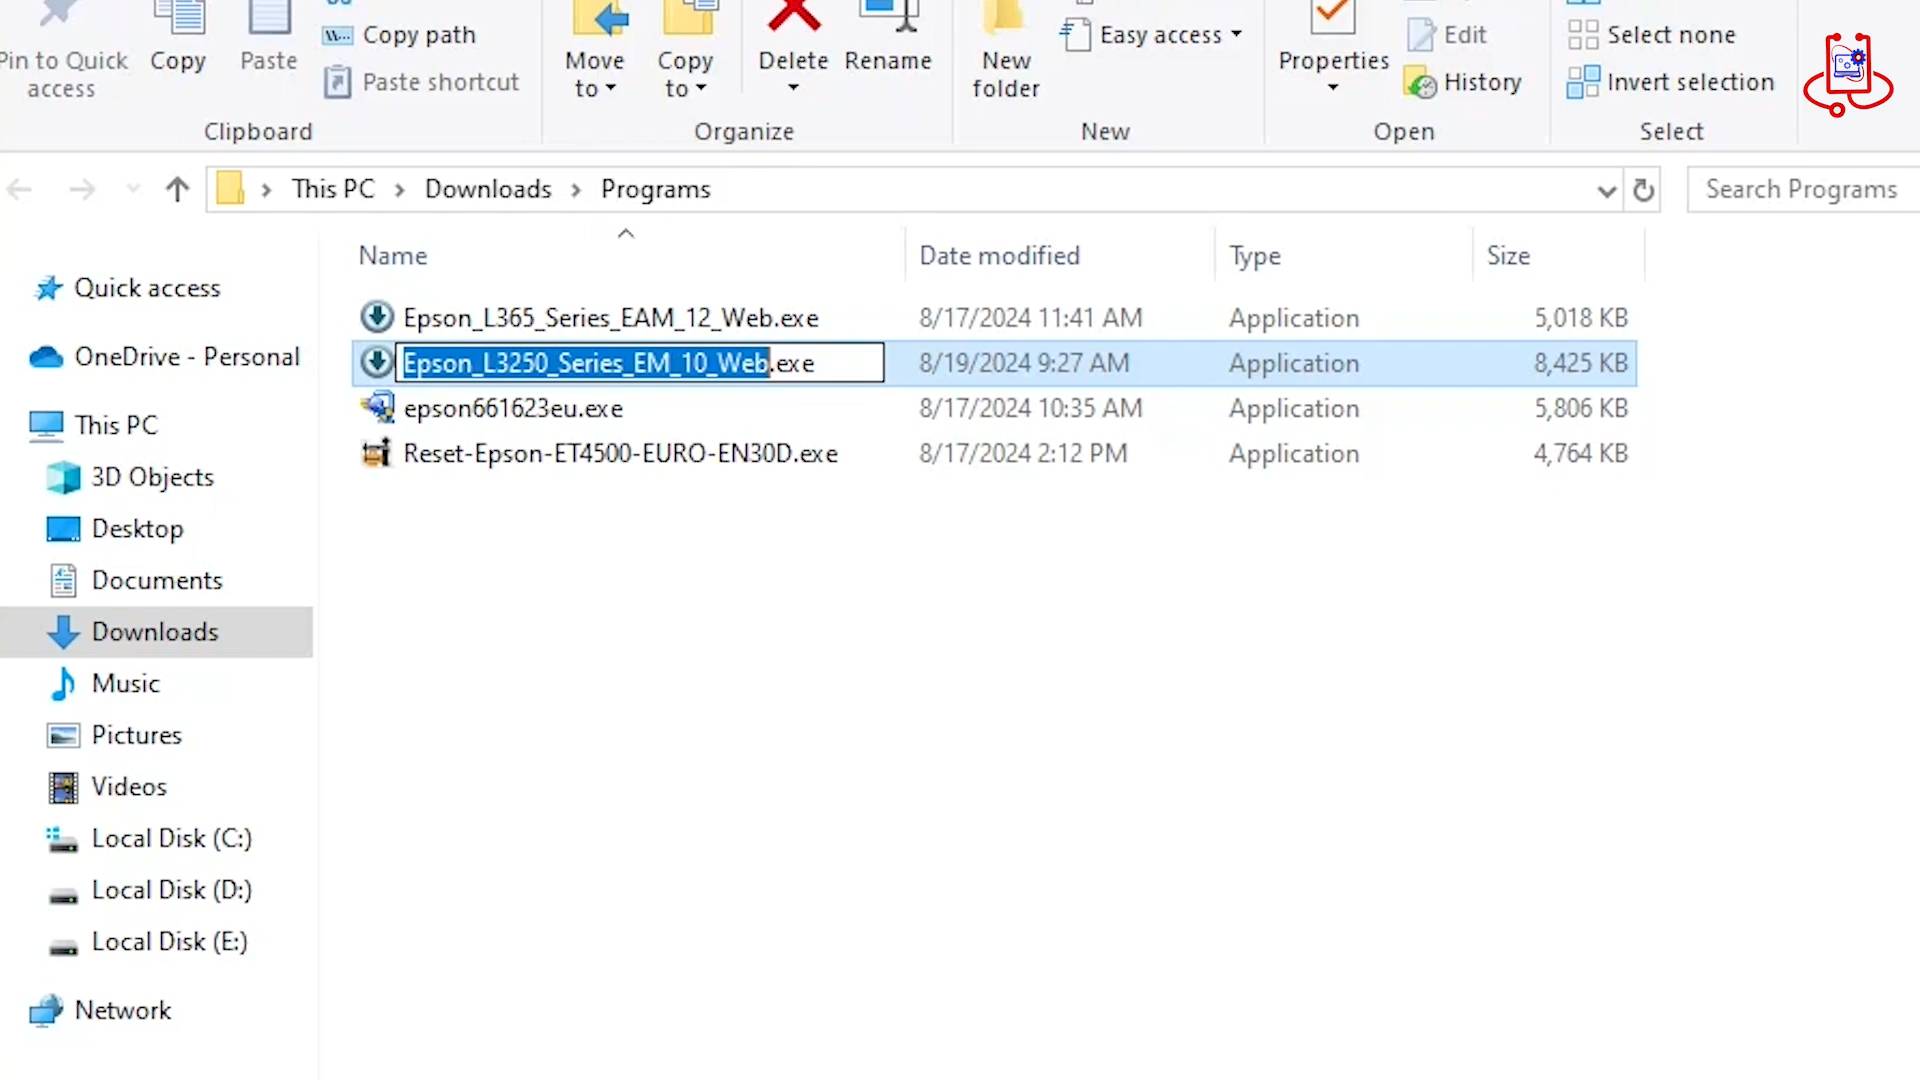 Pin to Quick access
Copy
Paste
Copy path
Paste shortcut
Clipboard
Move to
Copy to
Delete
Rename
Organize
New folder
Easy access
New
Properties
Edit
History
Open
Select none
Invert selection
Select
This PC > Downloads > Programs
Search Programs
Name Date modified Type Size
Epson_L365_Series_EAM_12_Web.exe 8/17/2024 11:41 AM Application 5,018 KB
Epson_L3250_Series_EM_10_Web.exe 8/19/2024 9:27 AM Application 8,425 KB
epson661623eu.exe 8/17/2024 10:35 AM Application 5,806 KB
Reset-Epson-ET4500-EURO-EN30D.exe 8/17/2024 2:12 PM Application 4,764 KB
Quick access
OneDrive - Personal
This PC
3D Objects
Desktop
Documents
Downloads
Music
Pictures
Videos
Local Disk (C:)
Local Disk (D:)
Local Disk (E:)
Network